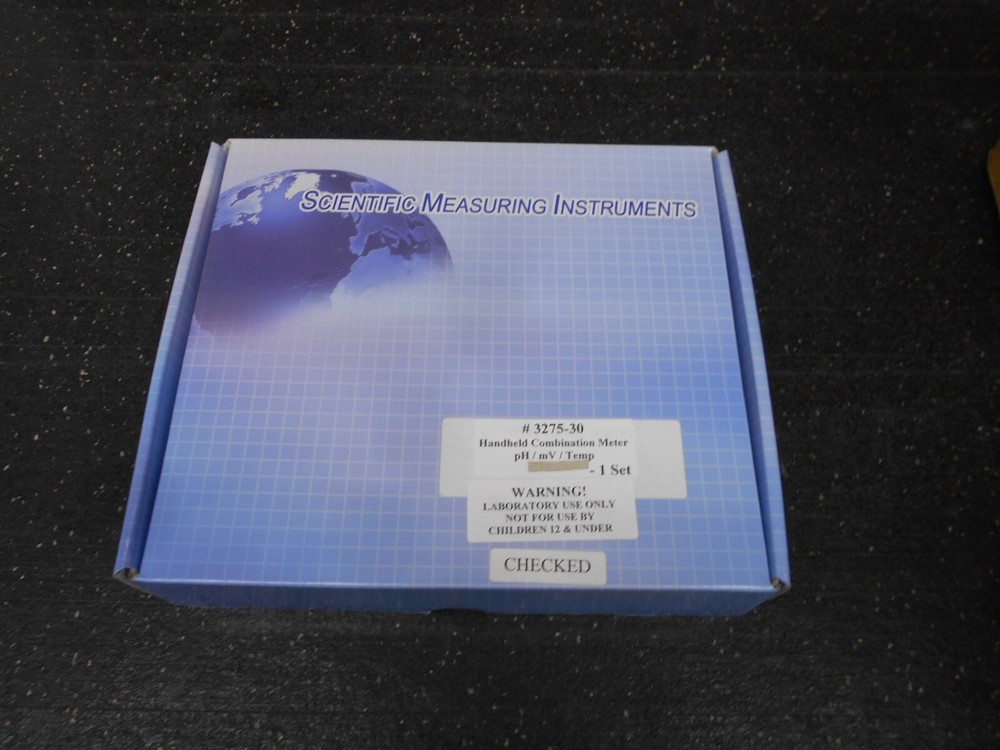 SCIENTIFIC MEASURING INSTRUMENTS
# 3275-30
Handheld Combination Meter
pH / mV / Temp
- 1 Set
WARNING!
LABORATORY USE ONLY
NOT FOR USE BY
CHILDREN 12 & UNDER
CHECKED